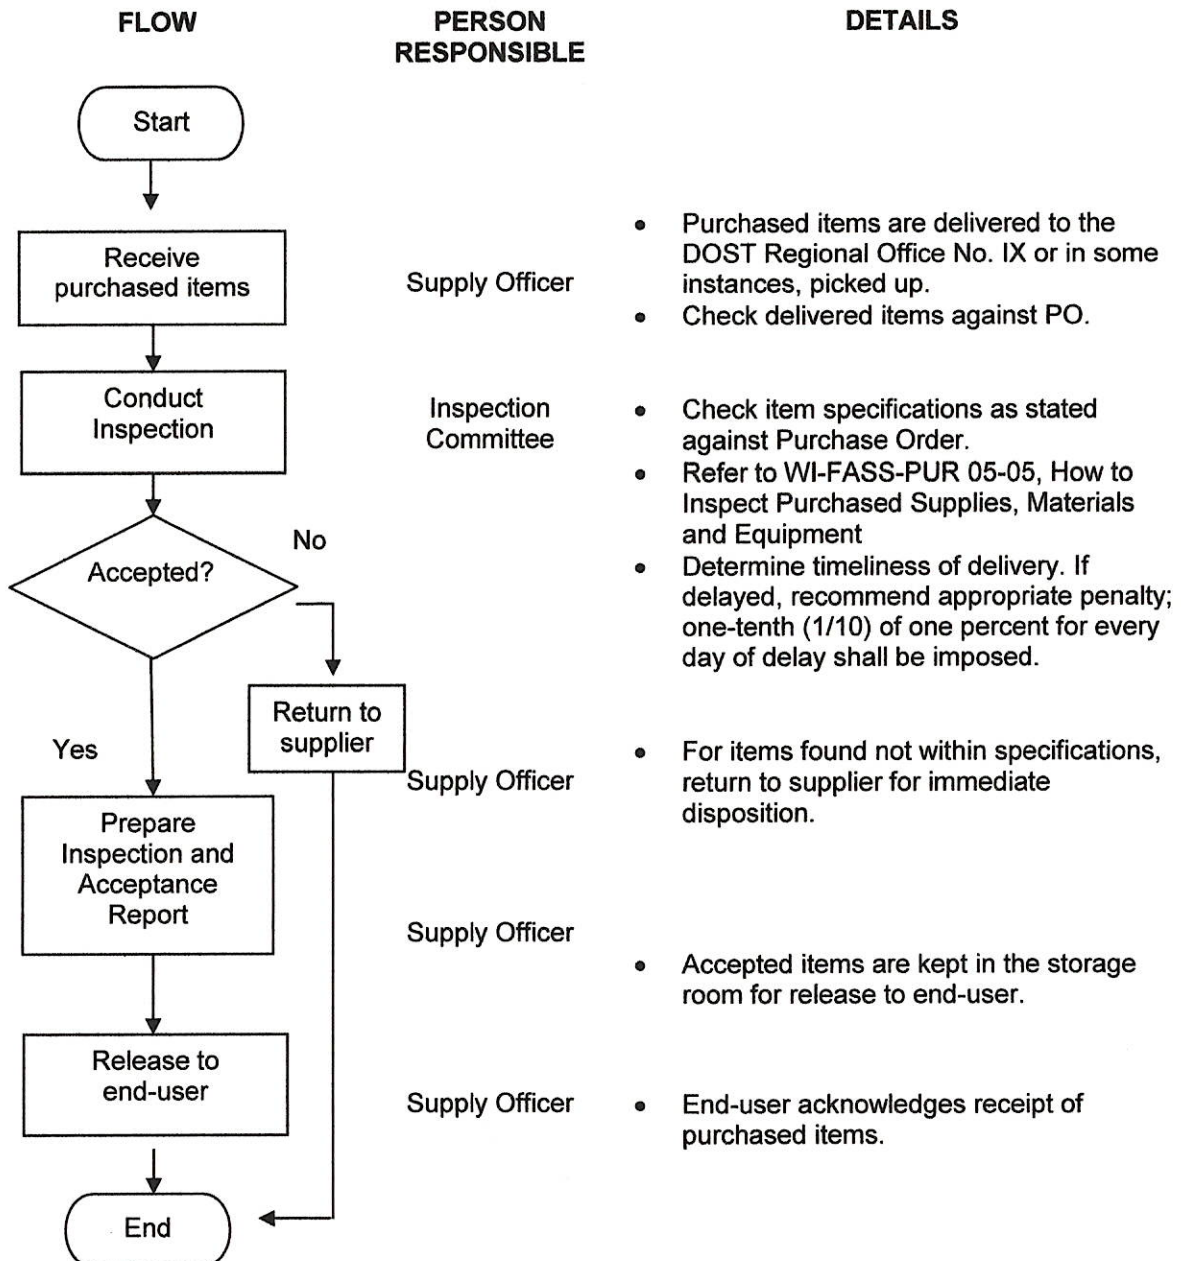 FLOW
PERSON
RESPONSIBLE
DETAILS
Start
Receive
purchased items
Supply Officer
• Purchased items are delivered to the
DOST Regional Office No. IX or in some
instances, picked up.
• Check delivered items against PO.
Conduct
Inspection
Inspection
Committee
• Check item specifications as stated
against Purchase Order.
• Refer to WI-FASS-PUR 05-05, How to
Inspect Purchased Supplies, Materials
and Equipment
• Determine timeliness of delivery. If
delayed, recommend appropriate penalty;
one-tenth (1/10) of one percent for every
day of delay shall be imposed.
Accepted?
No
Return to
supplier
Yes
Supply Officer
• For items found not within specifications,
return to supplier for immediate
disposition.
Prepare
Inspection and
Acceptance
Report
Supply Officer
• Accepted items are kept in the storage
room for release to end-user.
Release to
end-user
Supply Officer
• End-user acknowledges receipt of
purchased items.
End